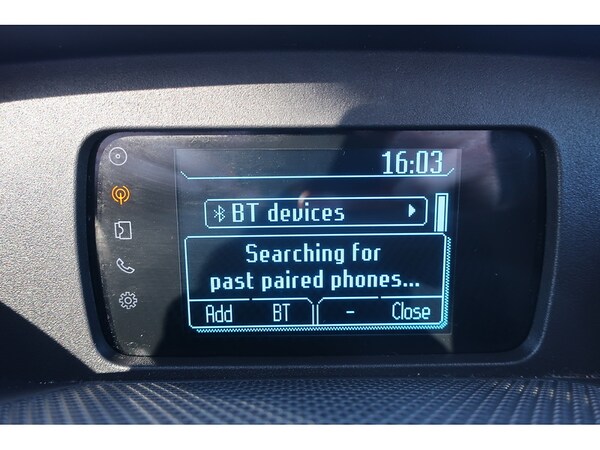 16:03
BT devices
Searching for
past paired phones...
Add BT - Close